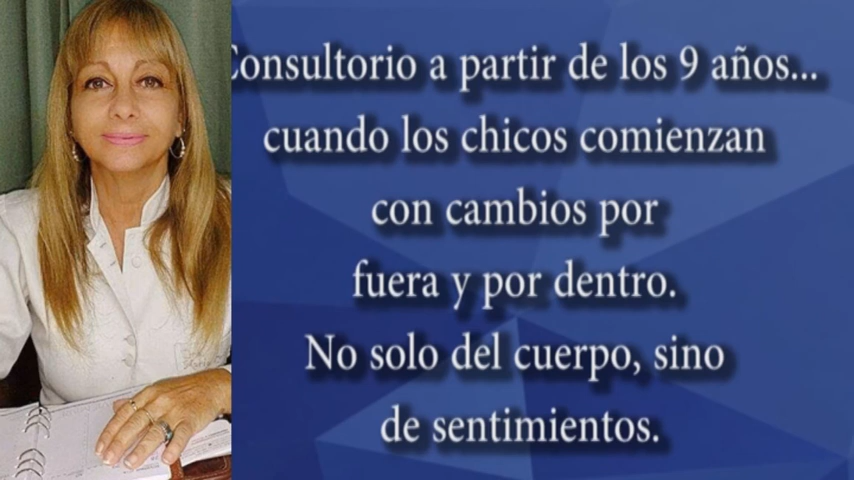 Consultorio a partir de los 9 años...
cuando los chicos comienzan
con cambios por
fuera y por dentro.
No solo del cuerpo, sino
de sentimientos.